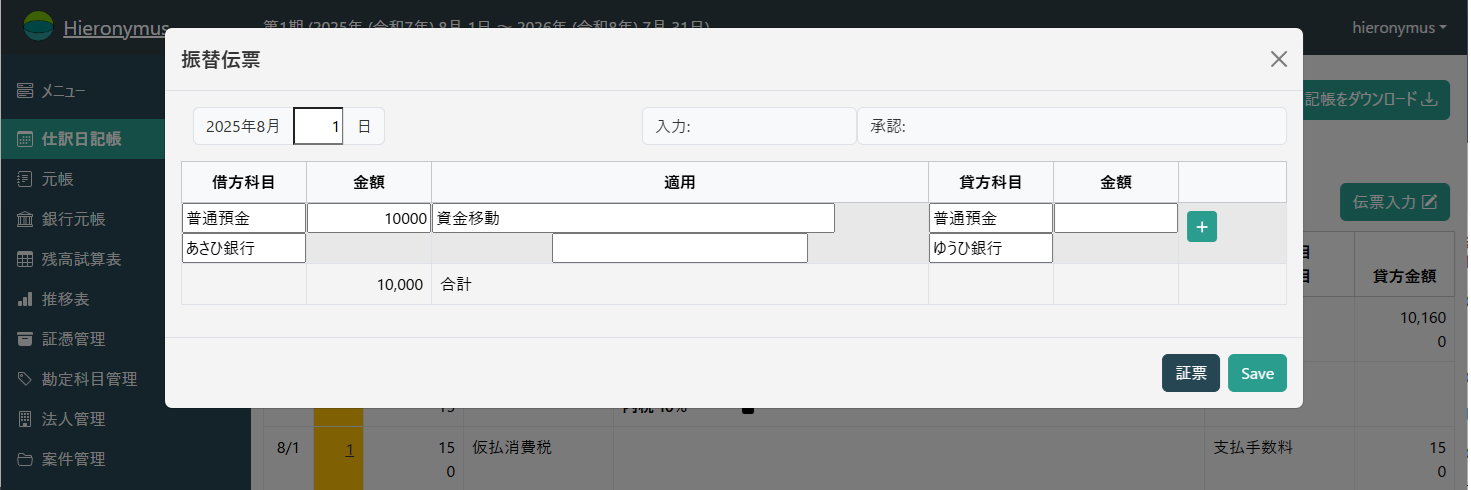 Hieronymus
第1期 (2025年 (令和7年) 8月 1日 ～ 2026年 (令和8年) 7月 31日)
hieronymus
メニュー
仕訳日記帳
元帳
銀行元帳
残高試算表
推移表
証憑管理
勘定科目管理
法人管理
案件管理
記帳をダウンロード
伝票入力
振替伝票
2025年8月 1 日
入力:
承認:
借方科目 金額 適用 貸方科目 金額
普通預金 10000 資金移動 普通預金 +
あさひ銀行 ゆうひ銀行
10,000 合計
証票 Save
目
目 貸方金額
10,160
0
内税 10%
8/1 1 15 仮払消費税 支払手数料 15
0 0